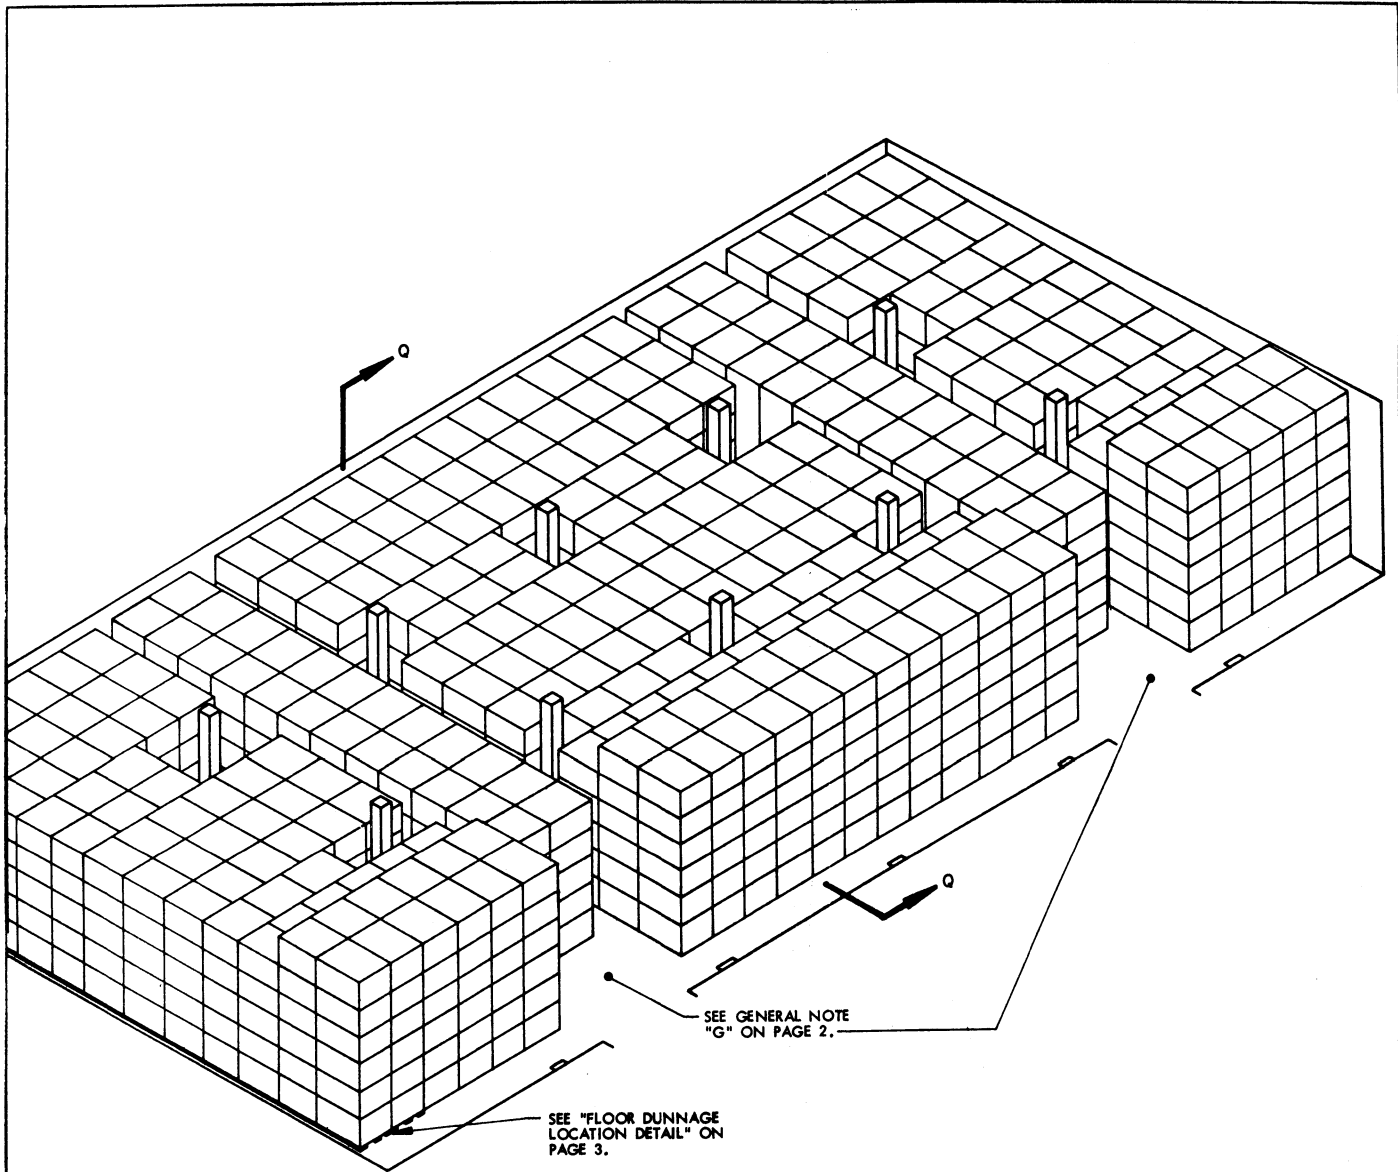 Q
Q
SEE GENERAL NOTE
"G" ON PAGE 2.
SEE "FLOOR DUNNAGE
LOCATION DETAIL" ON
PAGE 3.